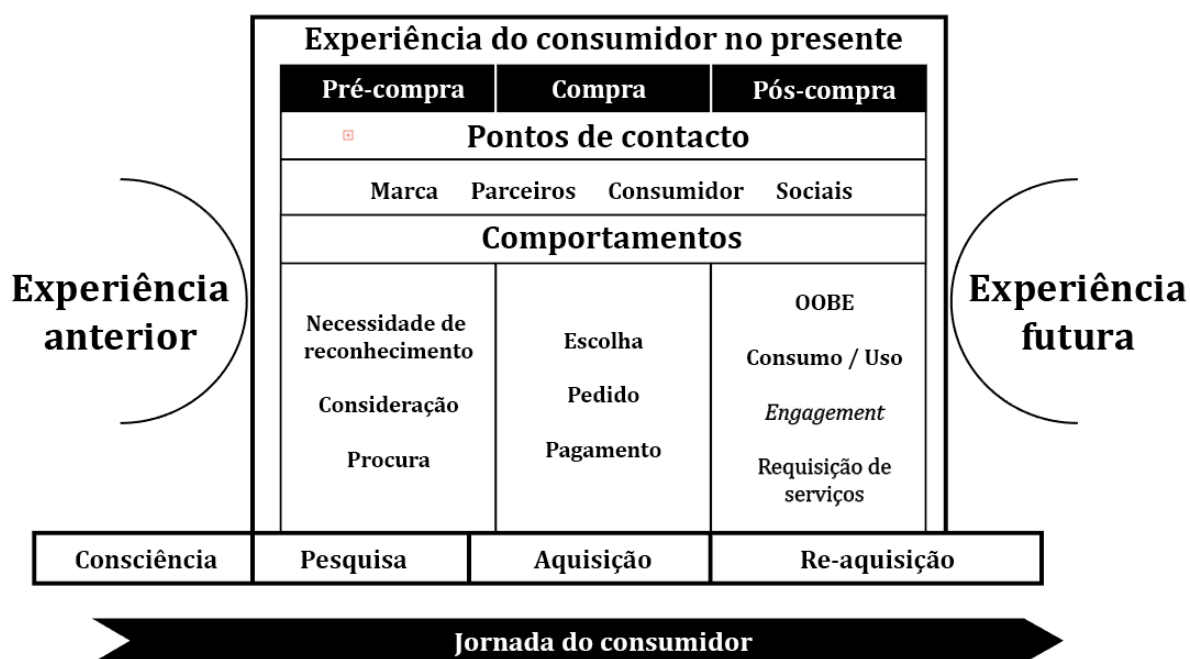 Experiência do consumidor no presente
Pré-compra Compra Pós-compra
Pontos de contacto
Marca Parceiros Consumidor Sociais
Comportamentos
Experiência
anterior
Necessidade de
reconhecimento
Consideração
Procura
Escolha
Pedido
Pagamento
OOBE
Consumo / Uso
Engagement
Requisição de
serviços
Experiência
futura
Consciência Pesquisa Aquisição Re-aquisição
Jornada do consumidor